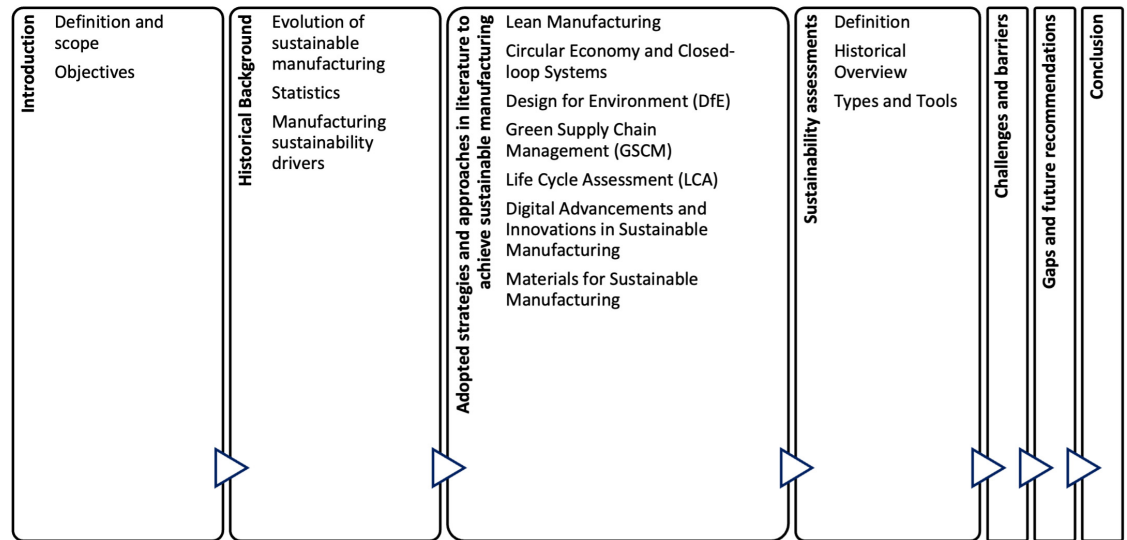 Introduction
Definition and
scope
Objectives
Historical Background
Evolution of
sustainable
manufacturing
Statistics
Manufacturing
sustainability
drivers
Adopted strategies and approaches in literature to
achieve sustainable manufacturing
Lean Manufacturing
Circular Economy and Closed-
loop Systems
Design for Environment (DfE)
Green Supply Chain
Management (GSCM)
Life Cycle Assessment (LCA)
Digital Advancements and
Innovations in Sustainable
Manufacturing
Materials for Sustainable
Manufacturing
Sustainability assessments
Definition
Historical
Overview
Types and Tools
Challenges and barriers
Gaps and future recommendations
Conclusion